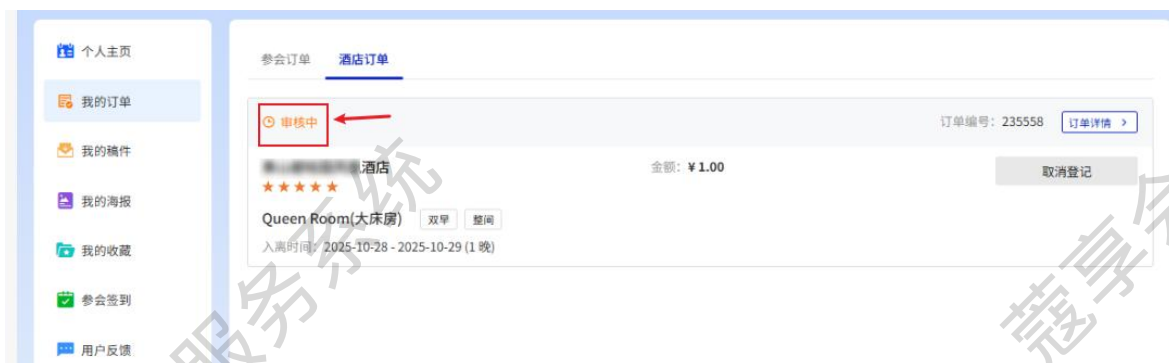 个人主页
我的订单
我的稿件
我的海报
我的收藏
参会签到
用户反馈
参会订单 酒店订单
审核中
订单编号：235558 订单详情 >
酒店
金额：¥1.00
取消登记
Queen Room(大床房) 双早 整间
入离时间：2025-10-28 - 2025-10-29 (1 晚)
服务系统
蔻享会